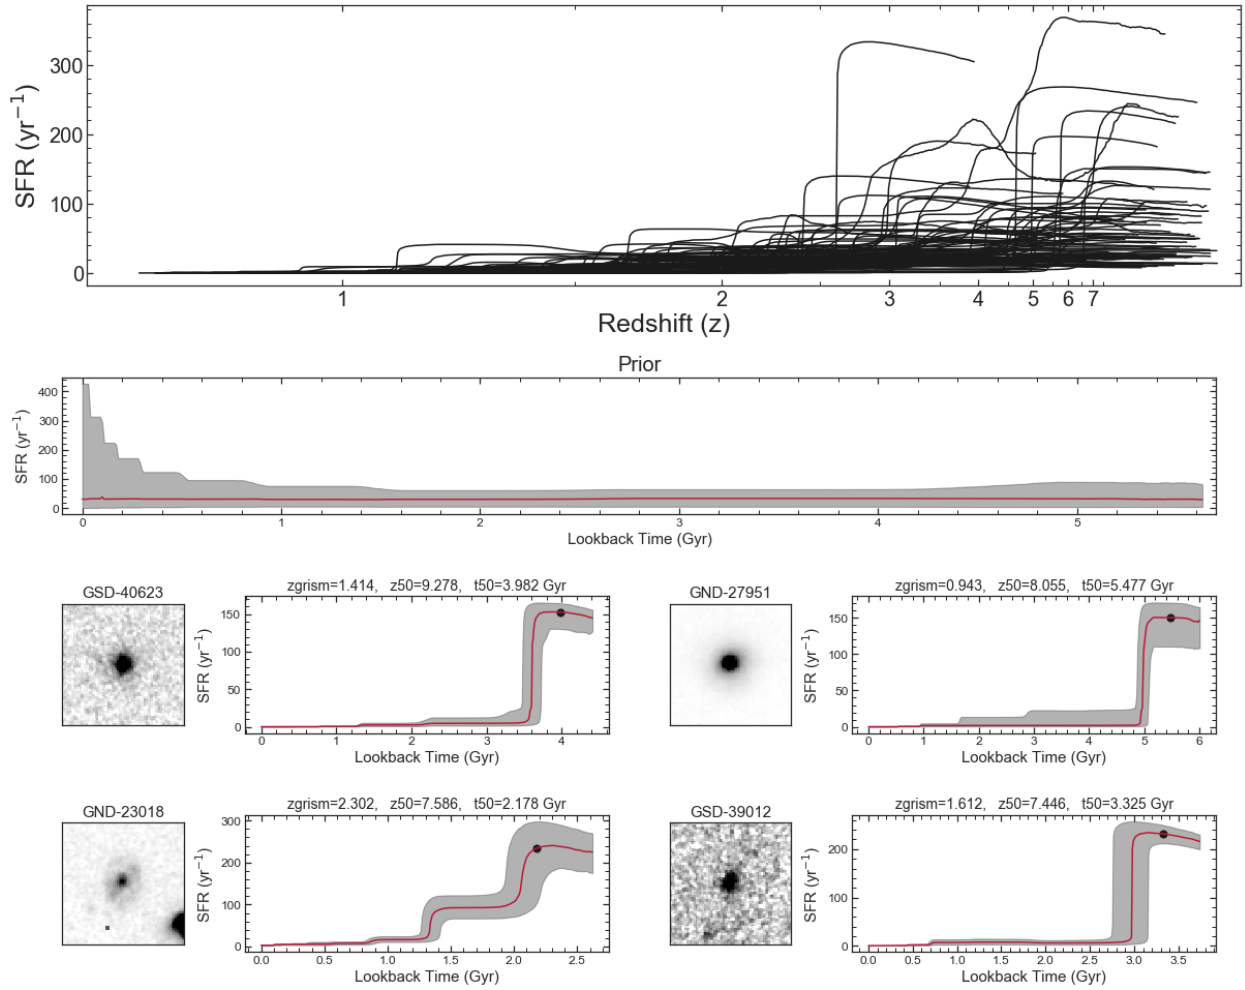 300
200
100
0
SFR (yr⁻¹)
1 2 3 4 5 6 7
Redshift (z)
Prior
400
300
200
100
0
SFR (yr⁻¹)
0 1 2 3 4 5
Lookback Time (Gyr)
GSD-40623
zgrism=1.414, z50=9.278, t50=3.982 Gyr
150
100
50
0
SFR (yr⁻¹)
0 1 2 3 4
Lookback Time (Gyr)
GND-27951
zgrism=0.943, z50=8.055, t50=5.477 Gyr
150
100
50
0
SFR (yr⁻¹)
0 1 2 3 4 5 6
Lookback Time (Gyr)
GND-23018
zgrism=2.302, z50=7.586, t50=2.178 Gyr
300
200
100
0
SFR (yr⁻¹)
0.0 0.5 1.0 1.5 2.0 2.5
Lookback Time (Gyr)
GSD-39012
zgrism=1.612, z50=7.446, t50=3.325 Gyr
200
100
0
SFR (yr⁻¹)
0.0 0.5 1.0 1.5 2.0 2.5 3.0 3.5
Lookback Time (Gyr)